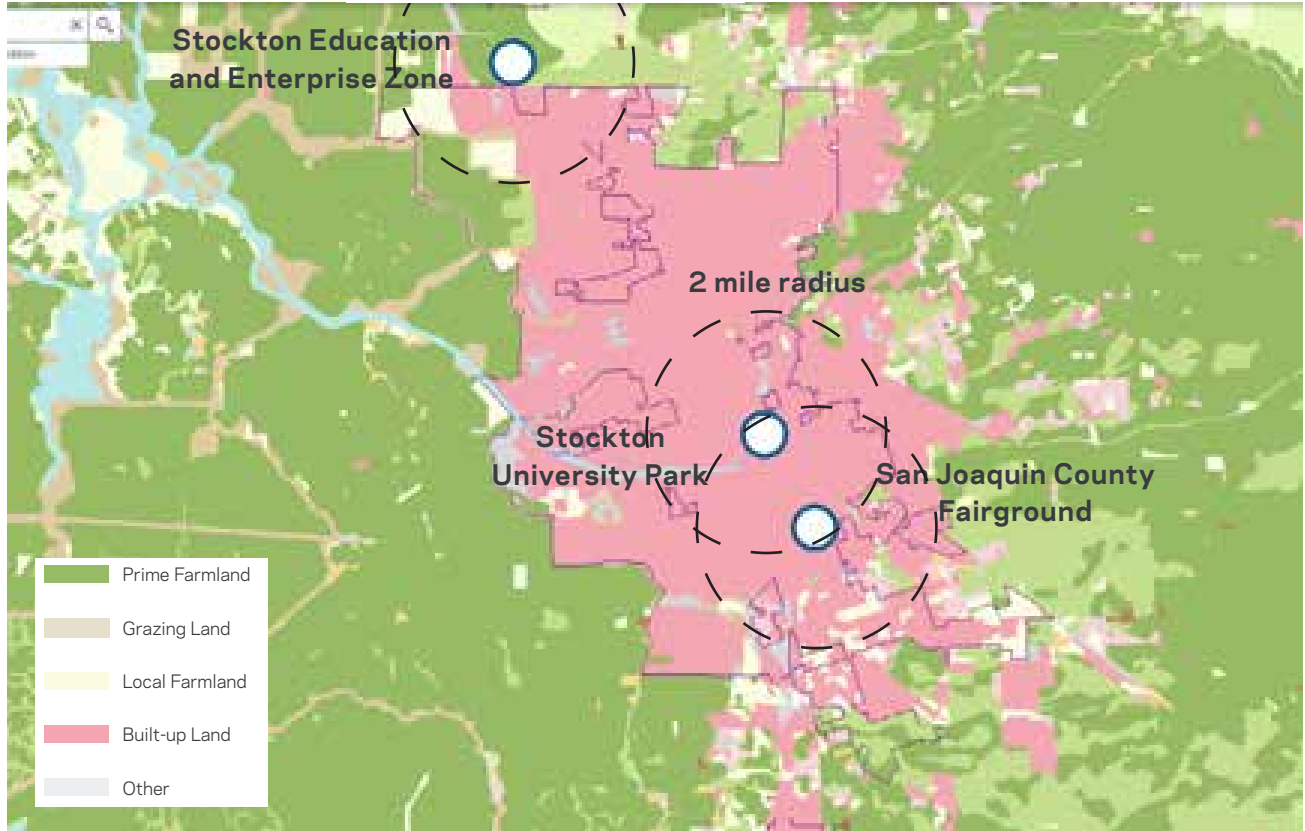 Stockton Education
and Enterprise Zone
2 mile radius
Stockton
University Park
San Joaquin County
Fairground
Prime Farmland
Grazing Land
Local Farmland
Built-up Land
Other